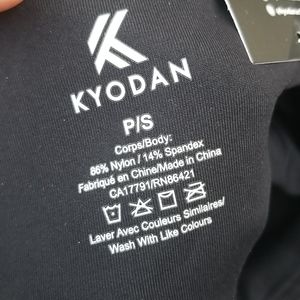 KYODAN
P/S
Corps/Body:
86% Nylon / 14% Spandex
Fabriqué en Chine/Made in China
CA17791/RN86421
Laver Avec Couleurs Similaires/
Wash With Like Colours